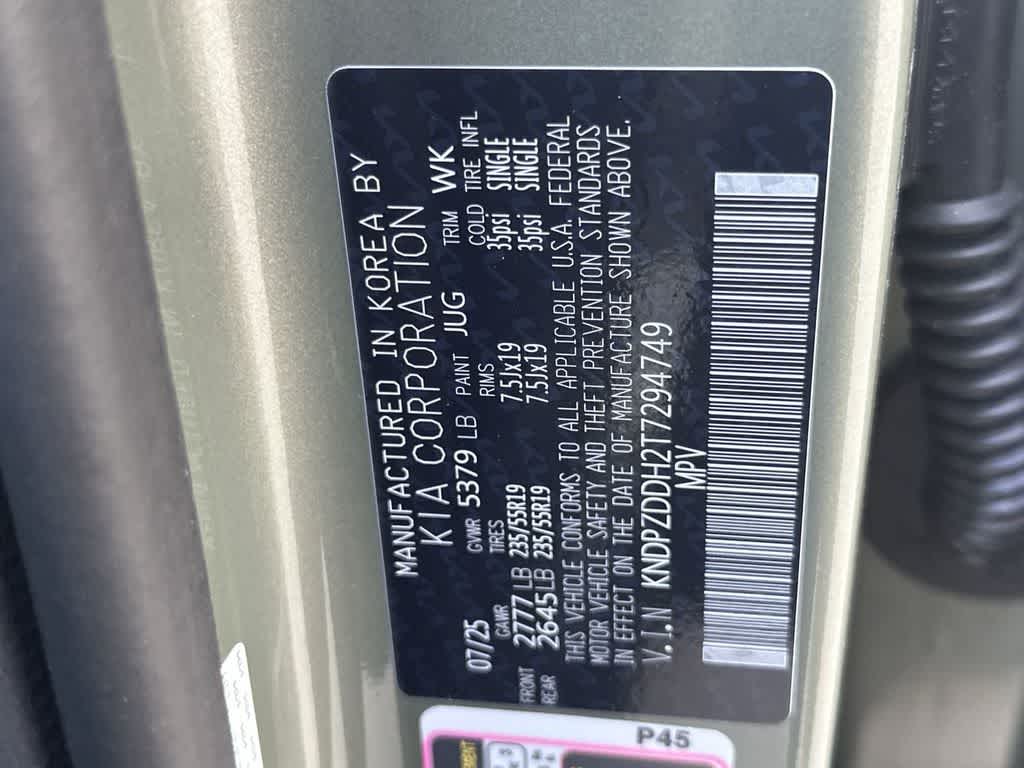 MANUFACTURED IN KOREA BY
KIA CORPORATION
07/25 GVWR 5379 LB PAINT JUG TRIM WK
GAWR TIRES RIMS COLD TIRE INFL
FRONT 2777 LB 235/55R19 7.5Jx19 35psi SINGLE
REAR 2645 LB 235/55R19 7.5Jx19 35psi SINGLE
THIS VEHICLE CONFORMS TO ALL APPLICABLE U.S.A. FEDERAL
MOTOR VEHICLE SAFETY AND THEFT PREVENTION STANDARDS
IN EFFECT ON THE DATE OF MANUFACTURE SHOWN ABOVE.
V.I.N KNDPZDDH2T7294749
MPV
P45